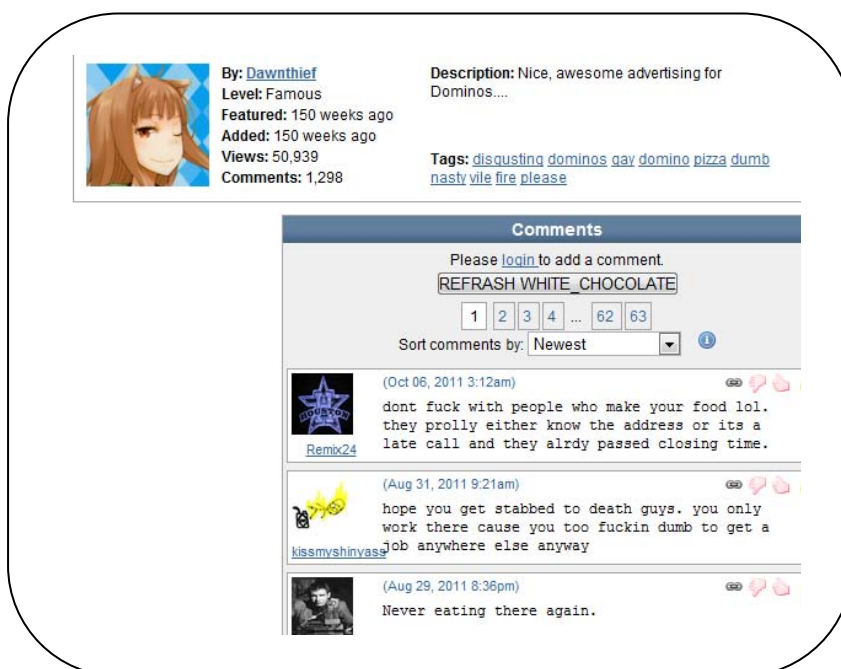 By: Dawnthief
Level: Famous
Featured: 150 weeks ago
Added: 150 weeks ago
Views: 50,939
Comments: 1,298
Description: Nice, awesome advertising for
Dominos....
Tags: disgusting dominos gay domino pizza dumb
nasty vile fire please
Comments
Please login to add a comment.
REFRASH WHITE_CHOCOLATE
1 2 3 4 ... 62 63
Sort comments by: Newest
(Oct 06, 2011 3:12am)
dont fuck with people who make your food lol.
they prolly either know the address or its a
late call and they alrdy passed closing time.
HOUSTON
Remix24
(Aug 31, 2011 9:21am)
hope you get stabbed to death guys. you only
work there cause you too fuckin dumb to get a
job anywhere else anyway
kissmyshinyass
(Aug 29, 2011 8:36pm)
Never eating there again.